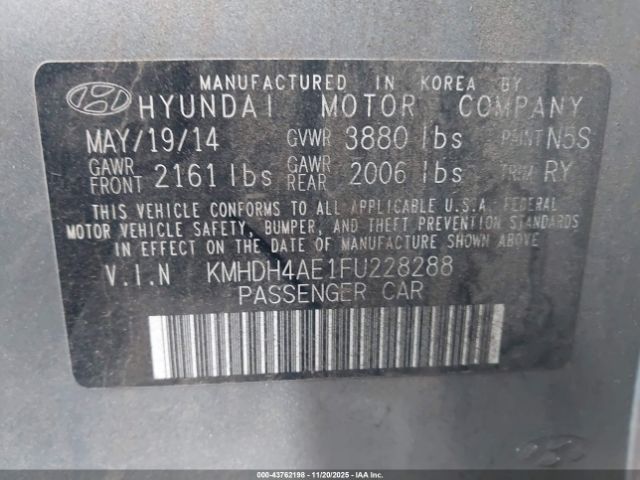 MANUFACTURED IN KOREA BY
HYUNDAI MOTOR COMPANY
MAY/19/14 GVWR 3880 lbs PAINT N5S
GAWR FRONT 2161 lbs GAWR REAR 2006 lbs TRIM RY
THIS VEHICLE CONFORMS TO ALL APPLICABLE U.S.A. FEDERAL
MOTOR VEHICLE SAFETY, BUMPER, AND THEFT PREVENTION STANDARDS
IN EFFECT ON THE DATE OF MANUFACTURE SHOWN ABOVE
V.I.N KMHDH4AE1FU228288
PASSENGER CAR
000-43762198 - 11/20/2025 - IAAI.COM